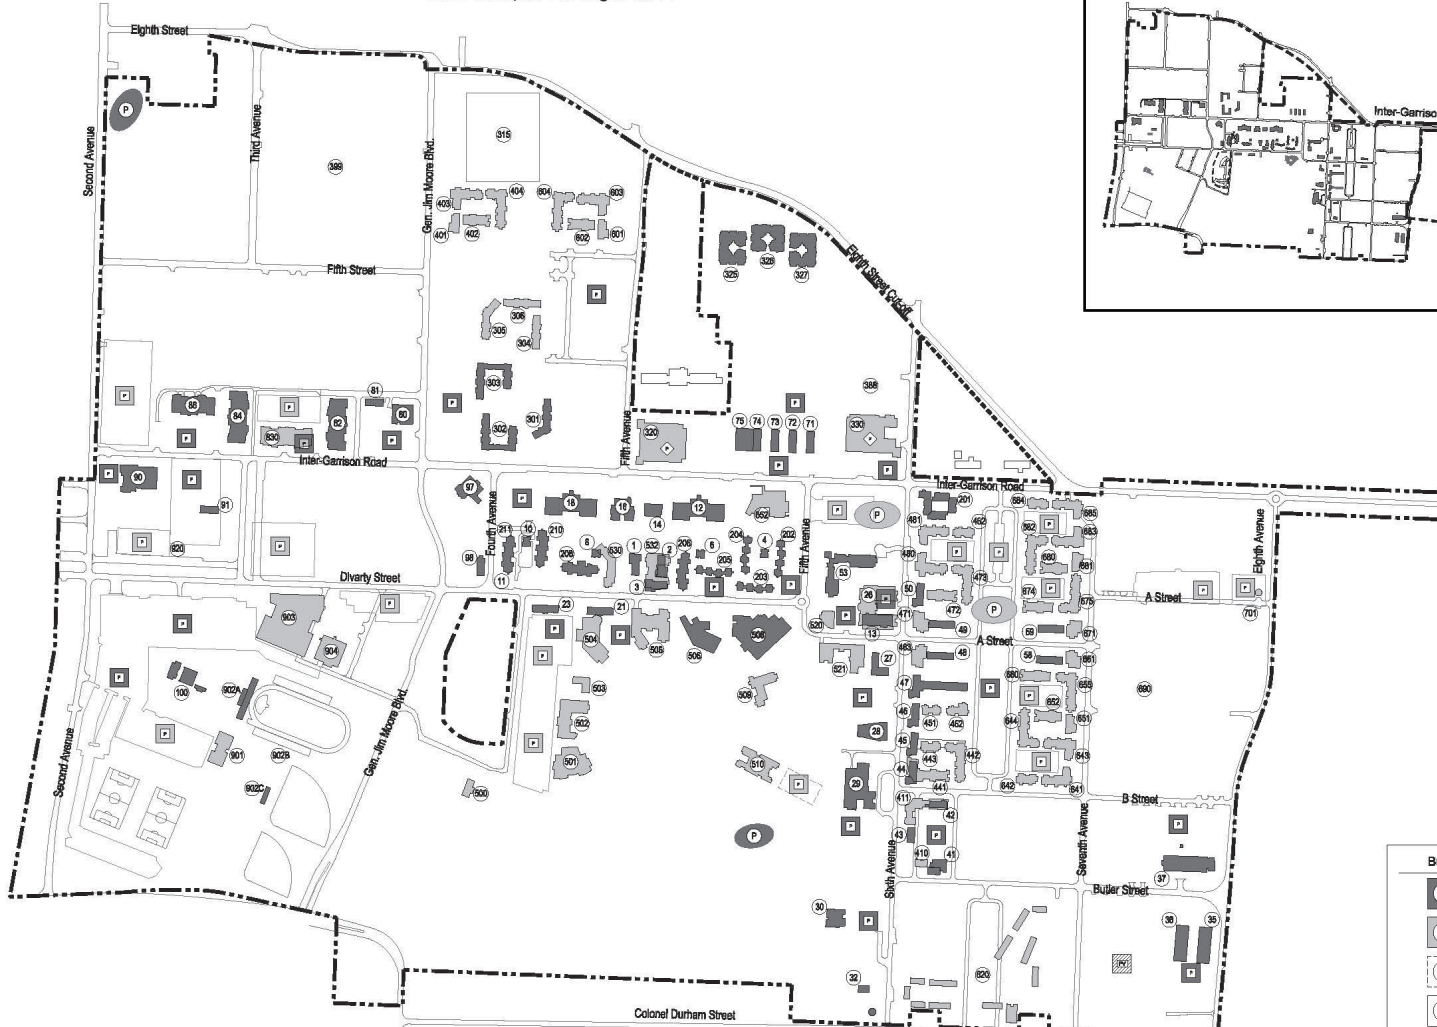 Eighth Street
P
Inter-Garriso
Second Avenue
Third Avenue
Gen. Jim Moore Blvd.
315
399
404
604
603
403
401
402
602
601
Eighth Street Cut-off
325
326
327
Fifth Street
P
306
305
304
303
388
81
P
88
84
P
82
80
P
301
302
Fifth Avenue
320
P
75
74
73
72
71
P
330
P
P
830
P
P
Inter-Garrison Road
P
P
P
90
97
Inter-Garrison Road
91
Fourth Avenue
P
18
16
14
12
652
Fifth Avenue
P
P
201
684
685
Eighth Avenue
820
P
P
98
211
10
210
8
530
1
532
2
206
6
204
4
202
481
482
P
683
208
205
480
P
P
680
681
11
3
P
203
P
53
50
473
674
P
675
Divarty Street
23
21
26
P
471
472
P
A Street
P
P
701
903
P
P
504
P
505
506
508
520
13
49
59
671
A Street
904
P
521
27
48
58
661
P
P
100
902A
503
509
47
P
P
652
655
690
502
P
46
451
452
644
651
P
901
902B
Gen. Jim Moore Blvd.
P
501
28
45
443
442
P
643
Second Avenue
902C
500
510
P
29
44
441
642
641
411
42
B Street
P
P
43
P
P
410
41
Sixth Avenue
Seventh Avenue
37
Butler Street
30
P
36
35
P
32
620
Colonel Durham Street